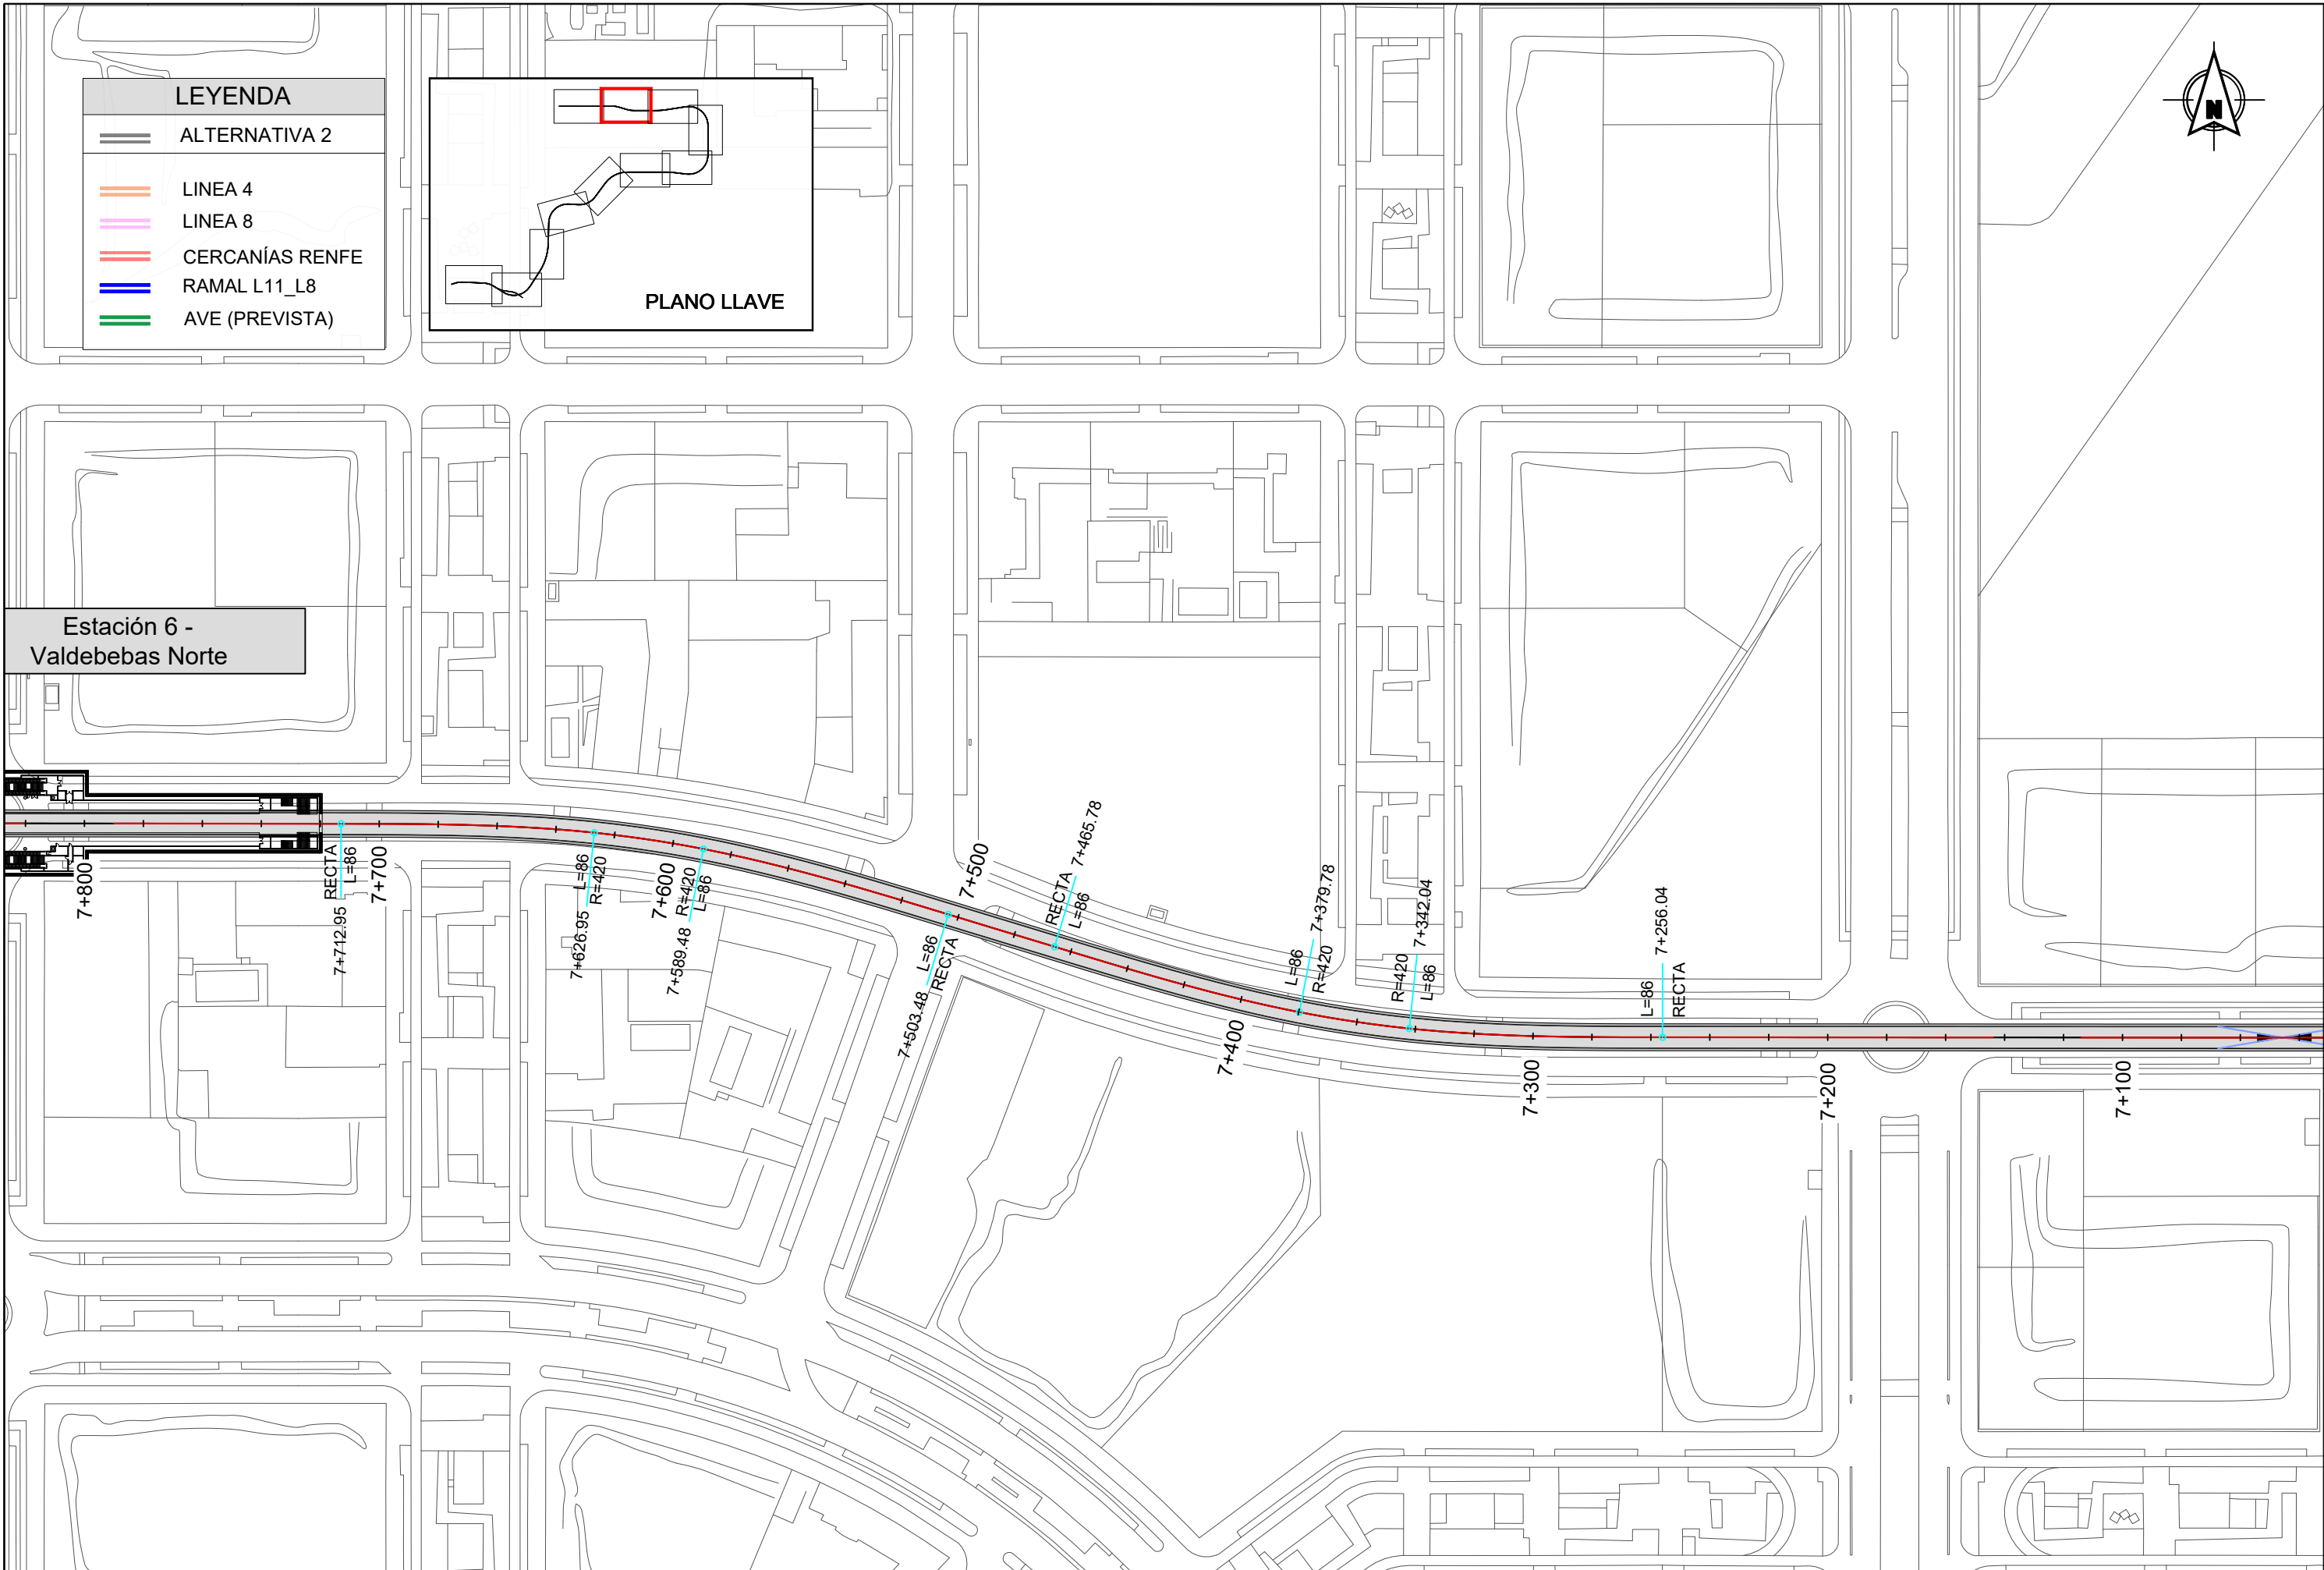 LEYENDA
ALTERNATIVA 2
LINEA 4
LINEA 8
CERCANÍAS RENFE
RAMAL L11_L8
AVE (PREVISTA)
PLANO LLAVE
N
Estación 6 -
Valdebebas Norte
7+800
7+712.95
RECTA
L=86
7+700
7+626.95
L=86
R=420
7+600
7+589.48
R=420
L=86
7+503.48
L=86
RECTA
7+500
RECTA
7+465.78
L=86
7+400
L=86
7+379.78
R=420
R=420
7+342.04
L=86
7+300
L=86
7+256.04
RECTA
7+200
7+100